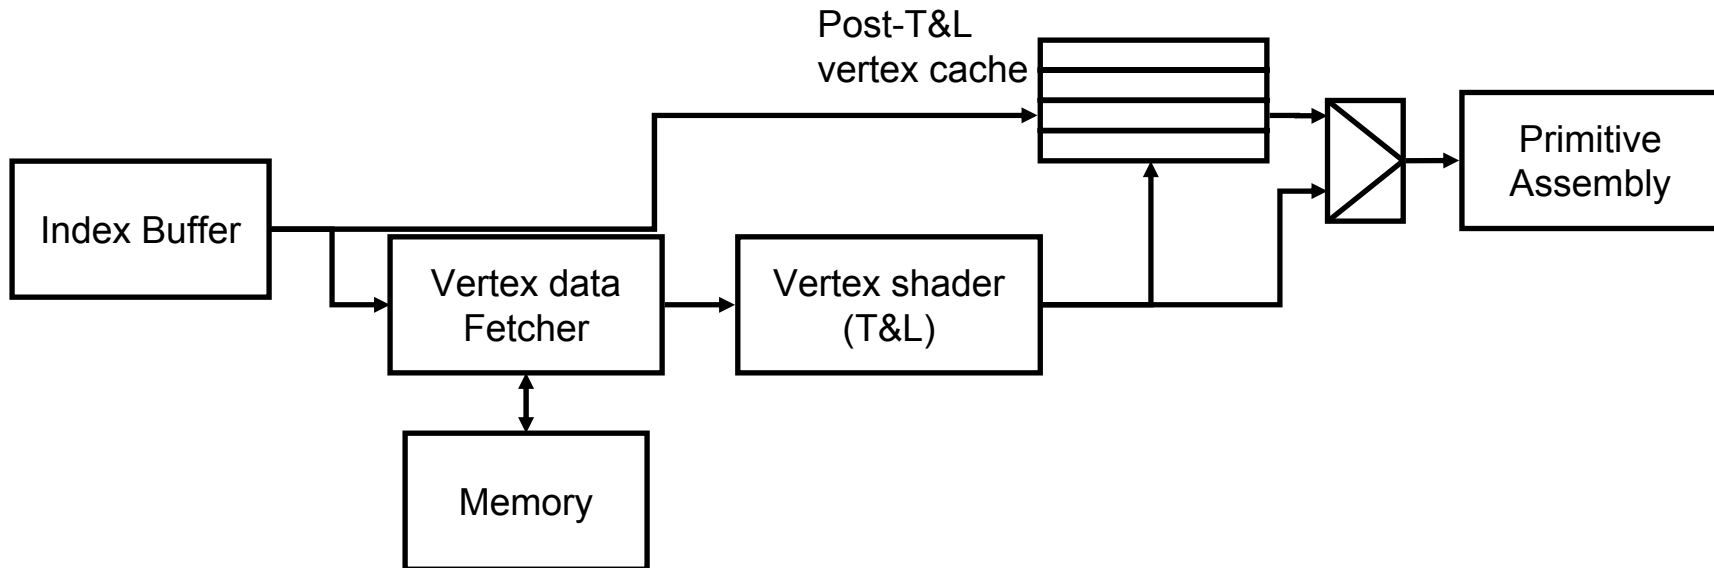 Post-T&L
vertex cache
Primitive
Assembly
Index Buffer
Vertex data
Fetcher
Vertex shader
(T&L)
Memory